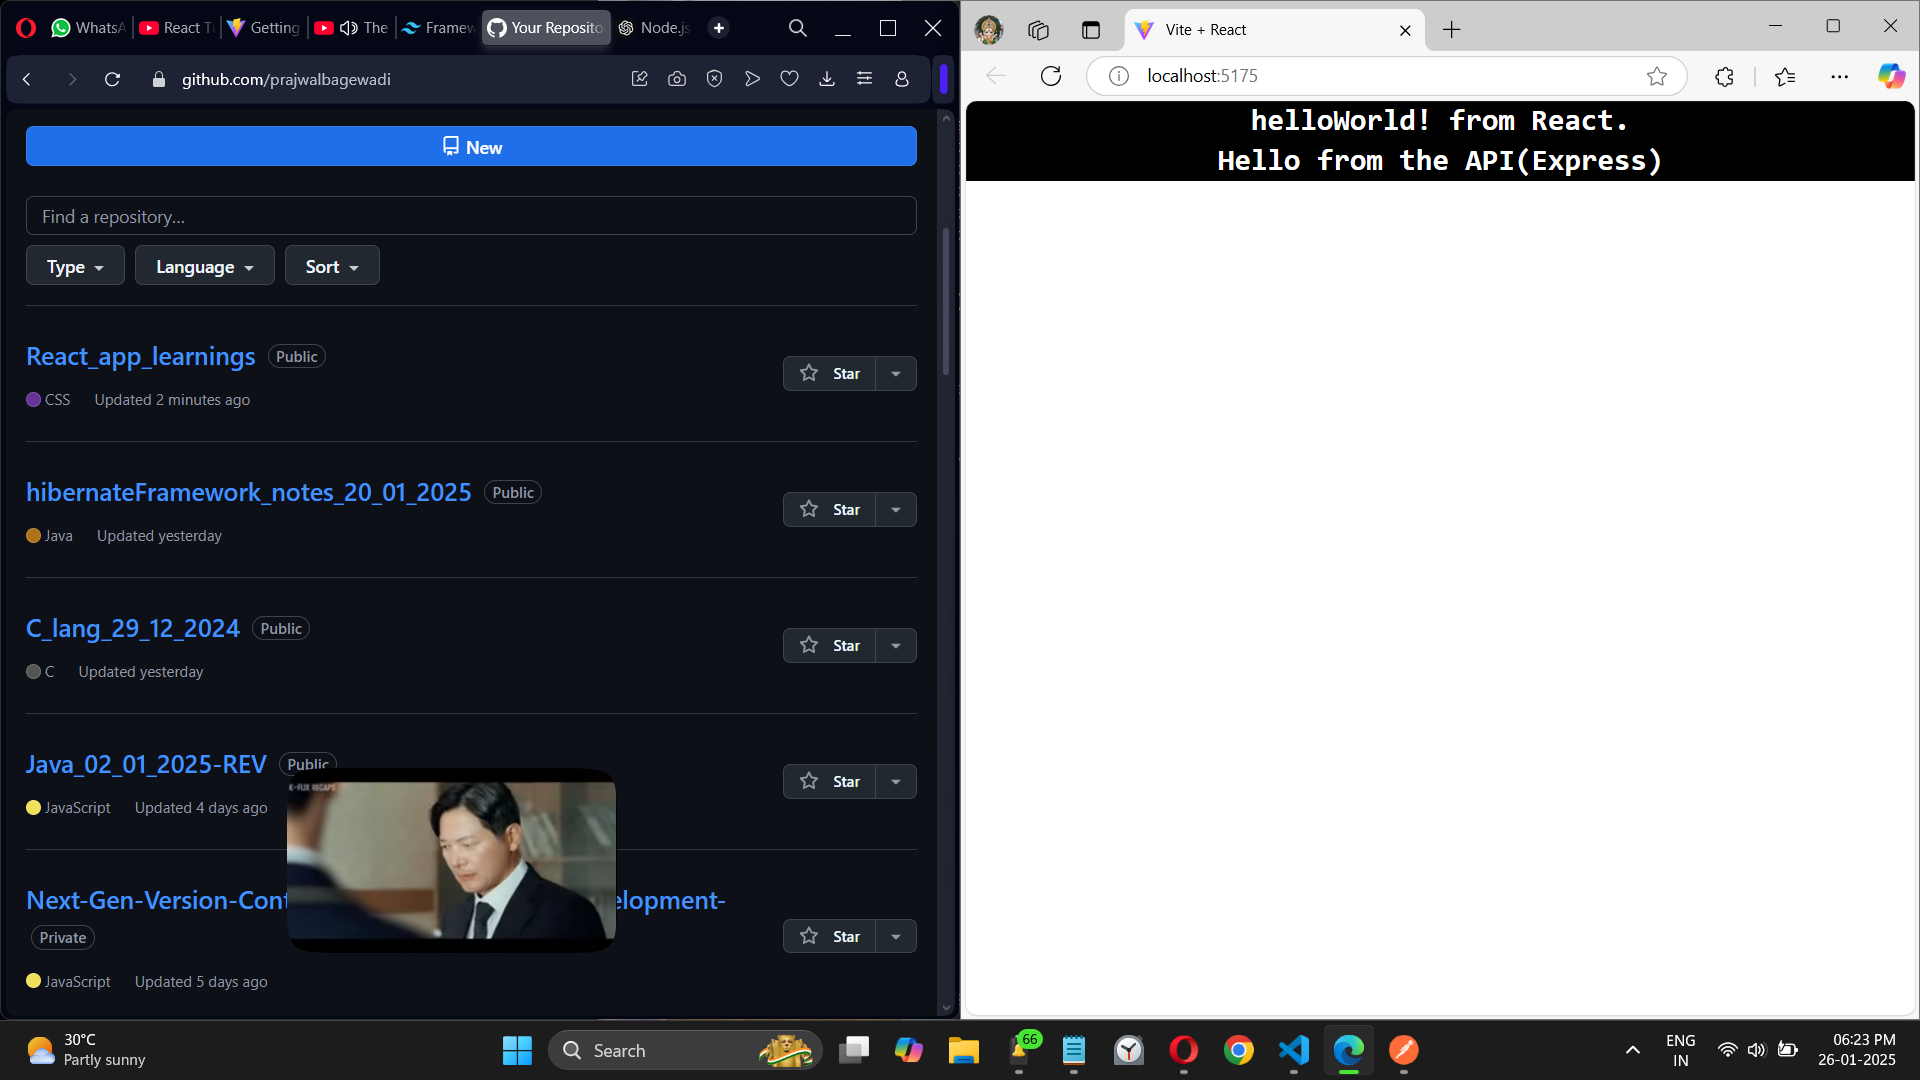 WhatsA
React T
Getting
The
Framew
Your Reposito
Node.js
github.com/prajwalbagewadi
New
Find a repository...
Type
Language
Sort
React_app_learnings Public
Star
CSS Updated 2 minutes ago
hibernateFramework_notes_20_01_2025 Public
Star
Java Updated yesterday
C_lang_29_12_2024 Public
Star
C Updated yesterday
Java_02_01_2025-REV Public
Star
JavaScript Updated 4 days ago
K-FLIX RECAPS
Next-Gen-Version-Cont elopment-
Private
Star
JavaScript Updated 5 days ago
Vite + React
localhost:5175
helloWorld! from React.
Hello from the API(Express)
30°C
Partly sunny
Search
66
ENG
IN
06:23 PM
26-01-2025